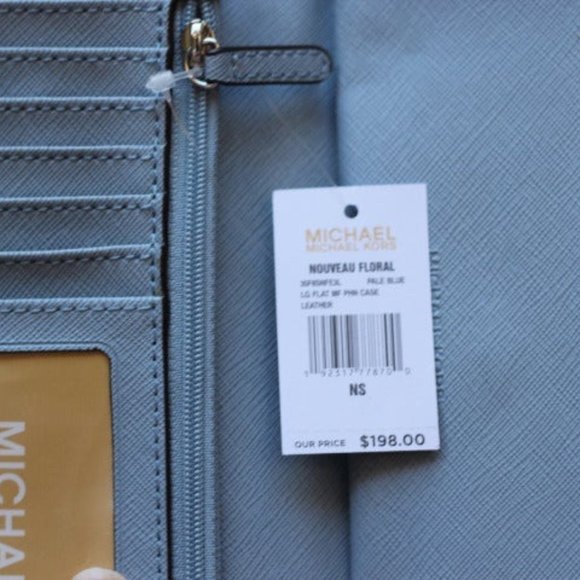 MICHAEL
MICHAEL KORS
NOUVEAU FLORAL
PALE BLUE
LG FLAT MF PHN CASE
LEATHER
NS
OUR PRICE $198.00
MICHA